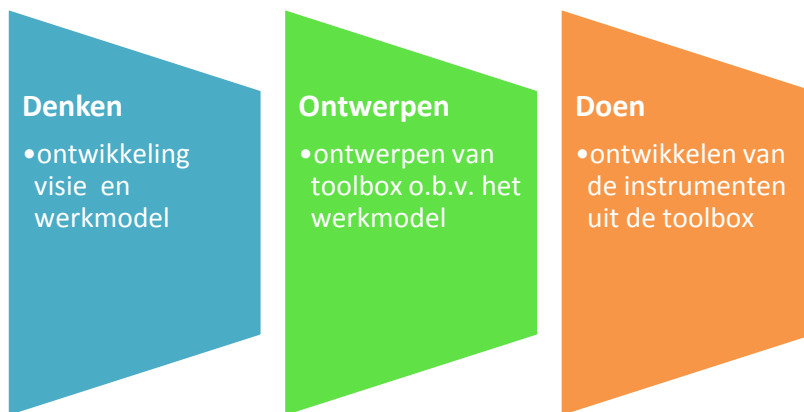 Denken
•ontwikkeling
visie en
werkmodel
Ontwerpen
•ontwerpen van
toolbox o.b.v. het
werkmodel
Doen
•ontwikkelen van
de instrumenten
uit de toolbox